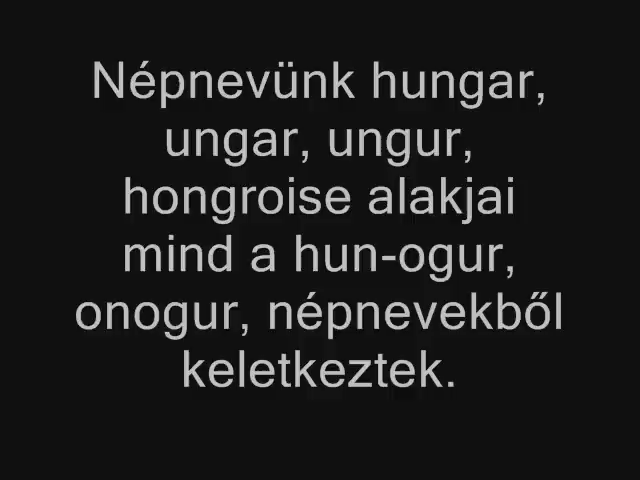 Népnevünk hungar,
ungar, ungur,
hongroise alakjai
mind a hun-ogur,
onogur, népnevekből
keletkeztek.